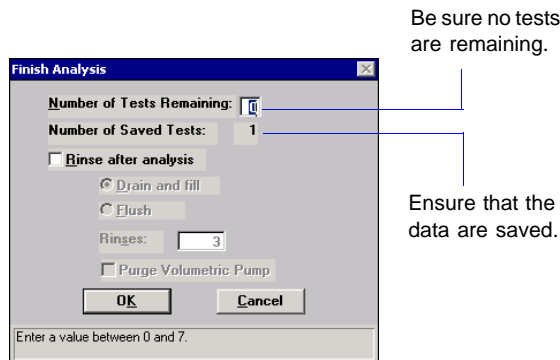 Be sure no tests
are remaining.
Finish Analysis
Number of Tests Remaining: 0
Number of Saved Tests: 1
Rinse after analysis
Drain and fill
Flush
Rinses: 3
Purge Volumetric Pump
OK Cancel
Enter a value between 0 and 7.
Ensure that the
data are saved.